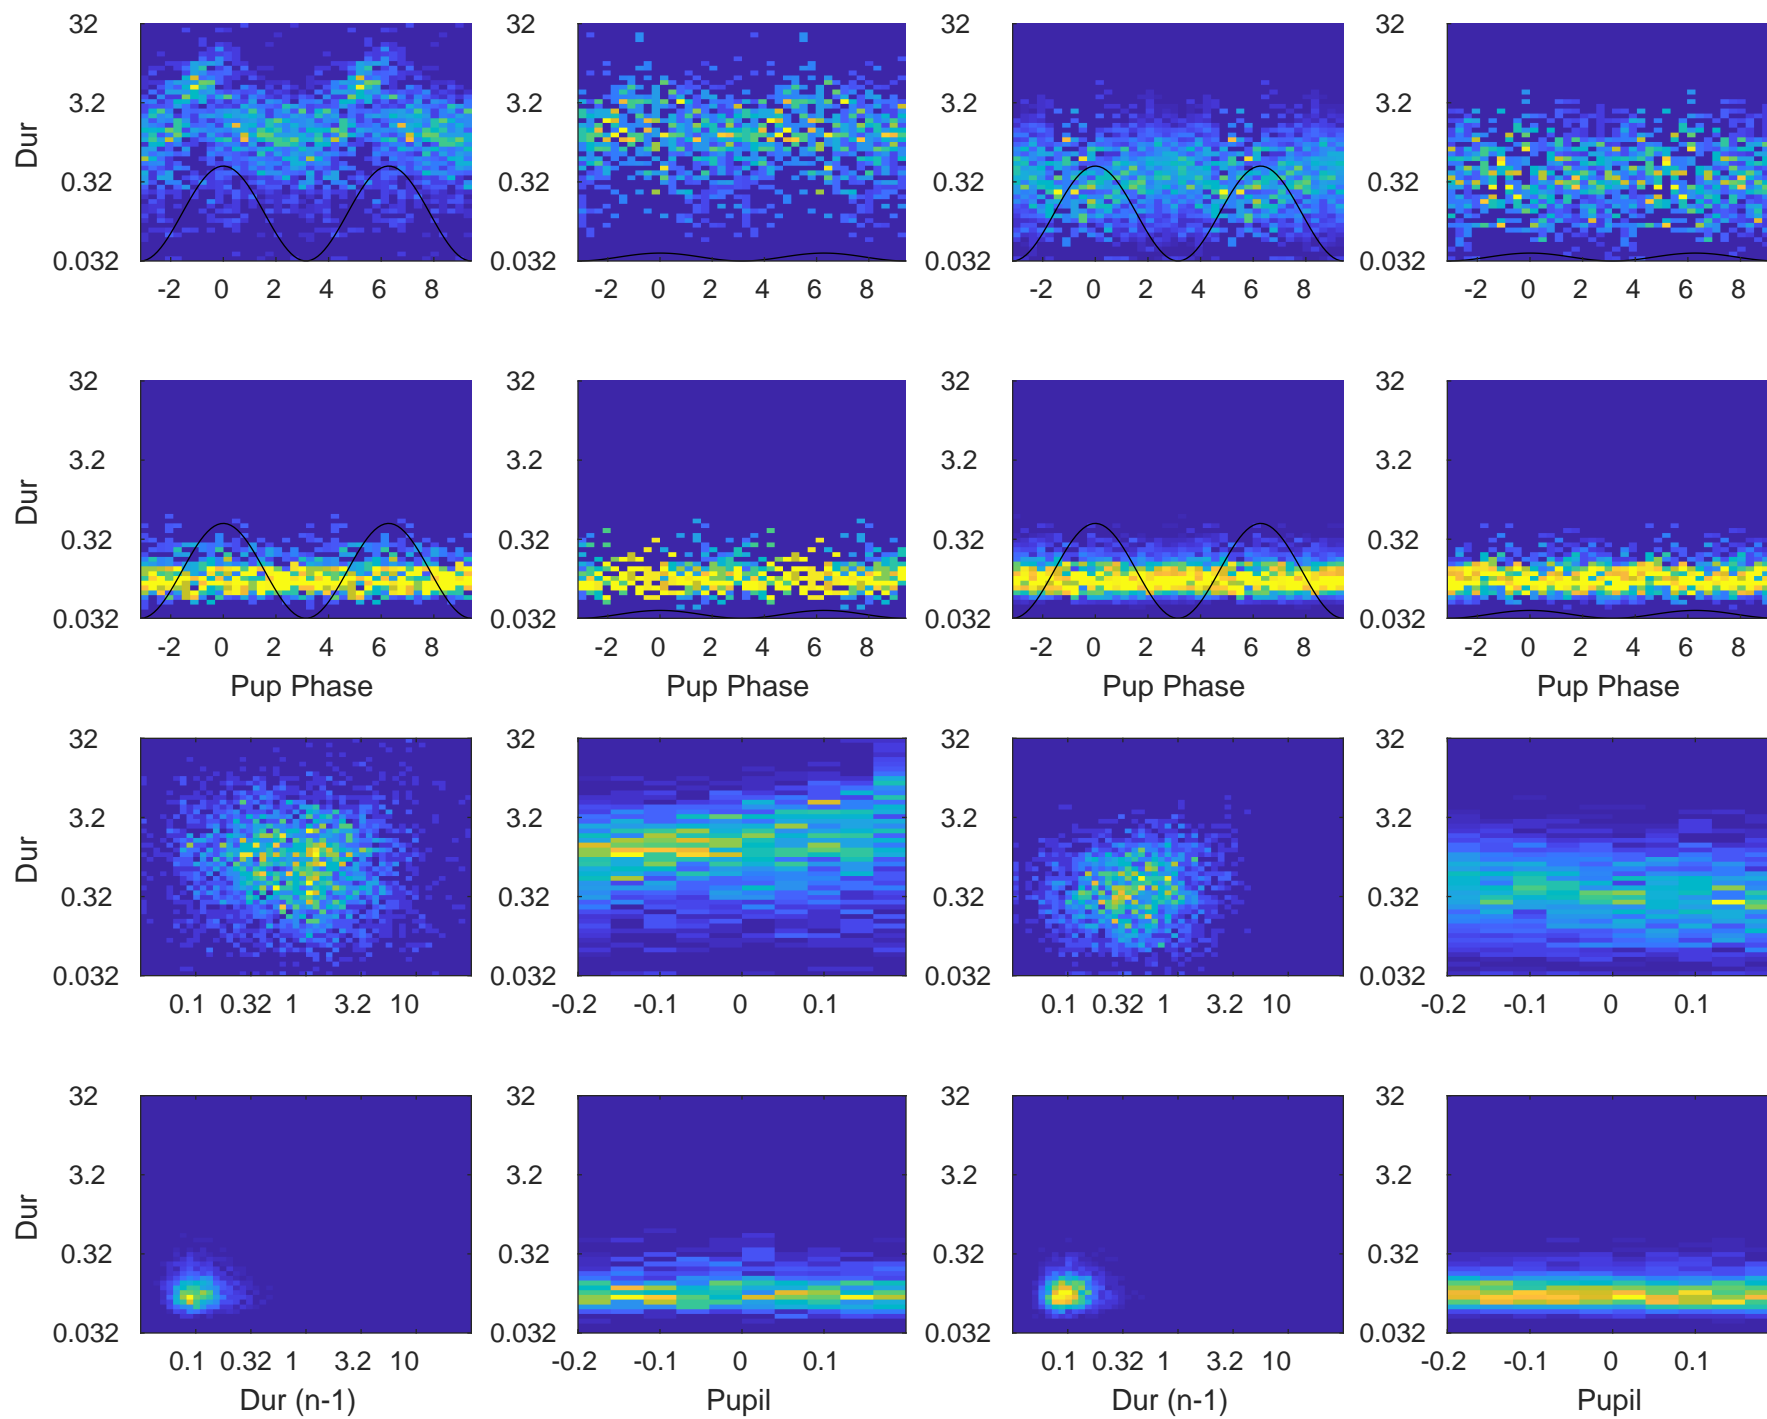 32 32 32 32
3.2 3.2 3.2 3.2
Dur
0.32 0.32 0.32 0.32
0.032 0.032 0.032 0.032
-2 0 2 4 6 8 -2 0 2 4 6 8 -2 0 2 4 6 8 -2 0 2 4 6 8
32 32 32 32
3.2 3.2 3.2 3.2
Dur
0.32 0.32 0.32 0.32
0.032 0.032 0.032 0.032
-2 0 2 4 6 8 -2 0 2 4 6 8 -2 0 2 4 6 8 -2 0 2 4 6 8
Pup Phase Pup Phase Pup Phase Pup Phase
32 32 32 32
3.2 3.2 3.2 3.2
Dur
0.32 0.32 0.32 0.32
0.032 0.032 0.032 0.032
0.1 0.32 1 3.2 10 -0.2 -0.1 0 0.1 0.1 0.32 1 3.2 10 -0.2 -0.1 0 0.1
32 32 32 32
3.2 3.2 3.2 3.2
Dur
0.32 0.32 0.32 0.32
0.032 0.032 0.032 0.032
0.1 0.32 1 3.2 10 -0.2 -0.1 0 0.1 0.1 0.32 1 3.2 10 -0.2 -0.1 0 0.1
Dur (n-1) Pupil Dur (n-1) Pupil